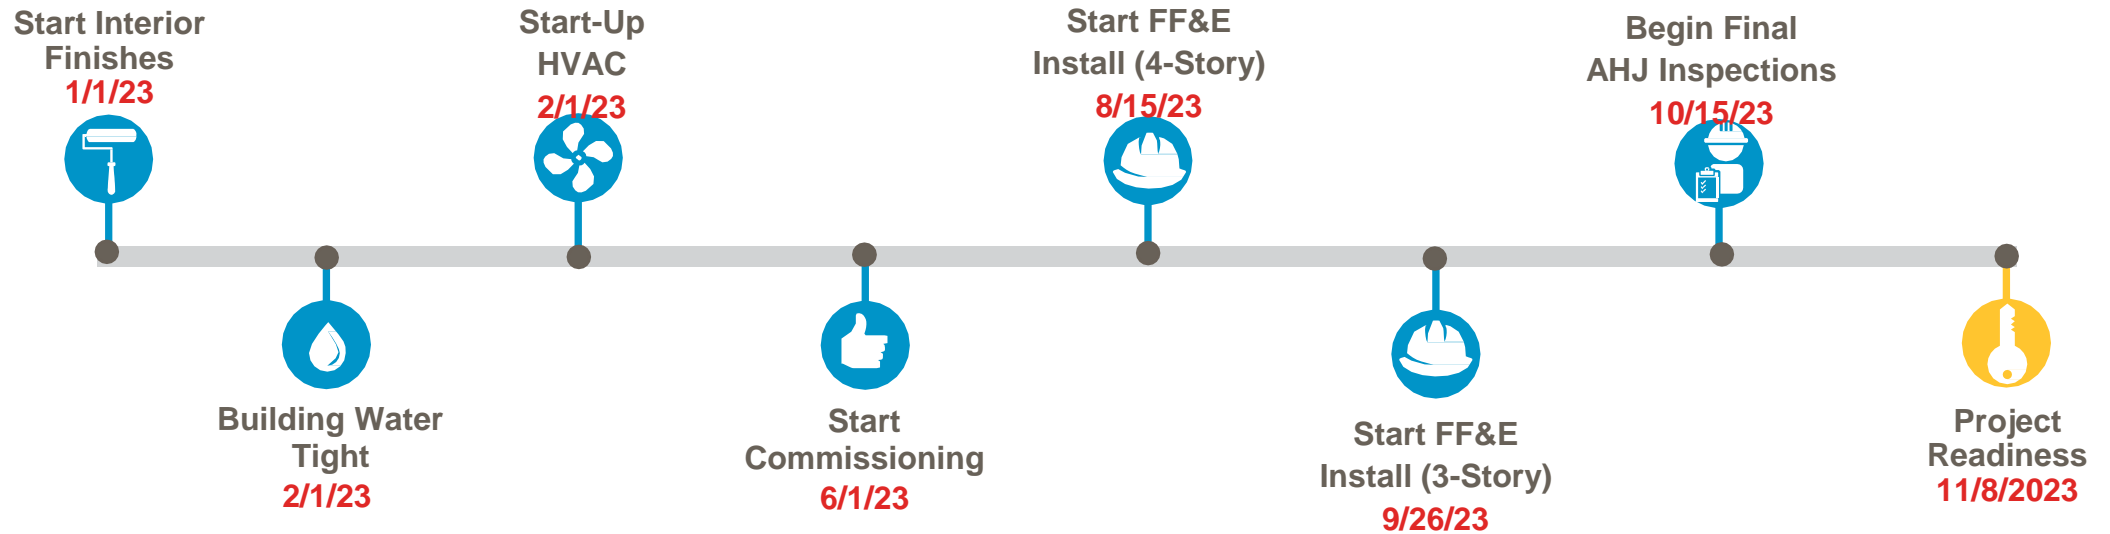 Start Interior
Finishes
1/1/23
Building Water
Tight
2/1/23
Start-Up
HVAC
2/1/23
Start
Commissioning
6/1/23
Start FF&E
Install (4-Story)
8/15/23
Start FF&E
Install (3-Story)
9/26/23
Begin Final
AHJ Inspections
10/15/23
Project
Readiness
11/8/2023